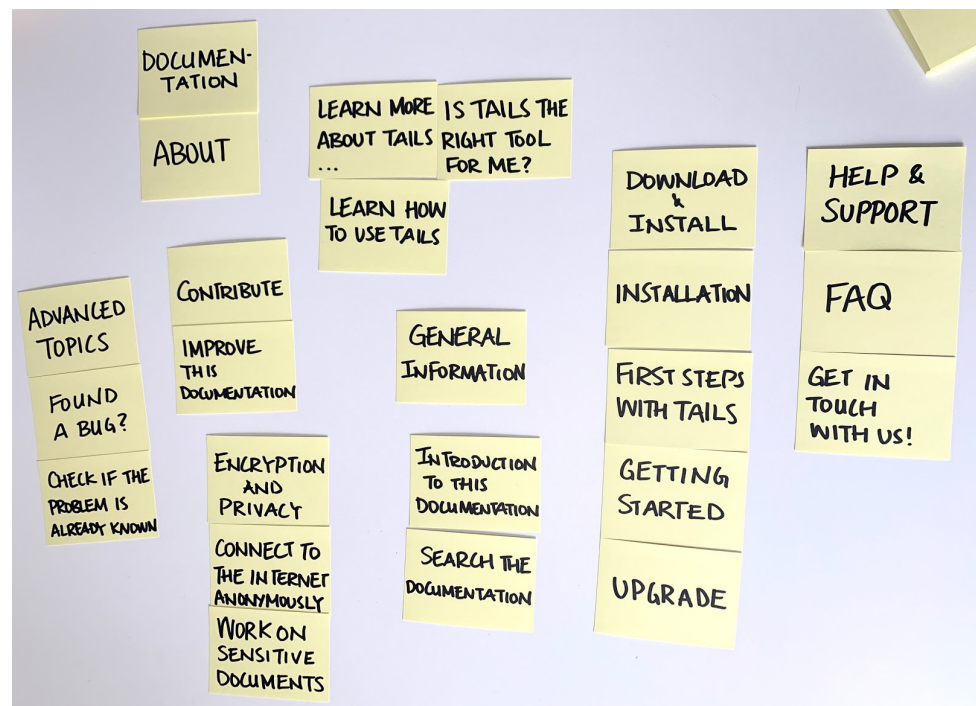 DOCUMEN-
TATION
ABOUT
LEARN MORE
ABOUT TAILS
...
IS TAILS THE
RIGHT TOOL
FOR ME?
LEARN HOW
TO USE TAILS
ADVANCED
TOPICS
FOUND
A BUG?
CHECK IF THE
PROBLEM IS
ALREADY KNOWN
CONTRIBUTE
IMPROVE
THIS
DOCUMENTATION
ENCRYPTION
AND
PRIVACY
CONNECT TO
THE INTERNET
ANONYMOUSLY
WORK ON
SENSITIVE
DOCUMENTS
GENERAL
INFORMATION
INTRODUCTION
TO THIS
DOCUMENTATION
SEARCH THE
DOCUMENTATION
DOWNLOAD
&
INSTALL
INSTALLATION
FIRST STEPS
WITH TAILS
GETTING
STARTED
UPGRADE
HELP &
SUPPORT
FAQ
GET IN
TOUCH
WITH US!